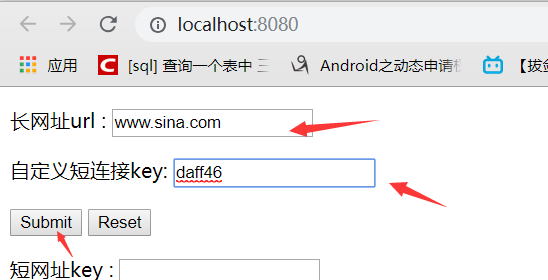 localhost:8080
应用 C [sql] 查询一个表中 Android之动态申请 【拔剑
长网址url : www.sina.com
自定义短连接key: daff46
Submit Reset
短网址key :